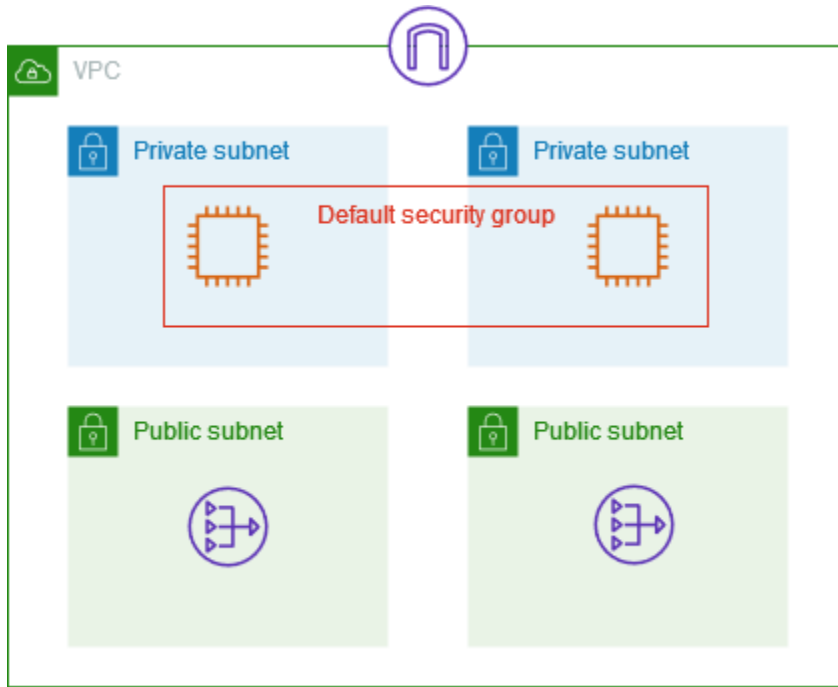 VPC
Private subnet
Private subnet
Default security group
Public subnet
Public subnet